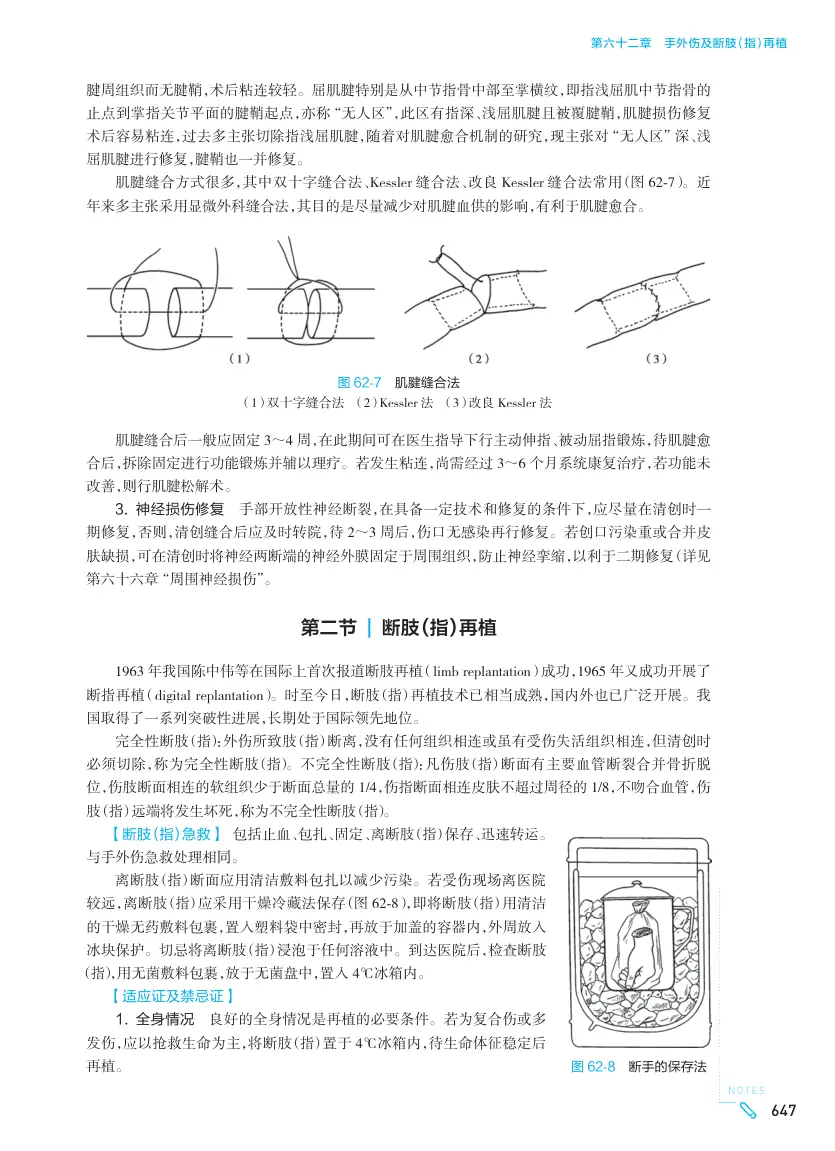 第六十二章　手外伤及断肢(指)再植
腱周组织而无腱鞘,术后粘连较轻。屈肌腱特别是从中节指骨中部至掌横纹,即指浅屈肌中节指骨的
止点到掌指关节平面的腱鞘起点,亦称“无人区”,此区有指深、浅屈肌腱且被覆腱鞘,肌腱损伤修复
术后容易粘连,过去多主张切除指浅屈肌腱,随着对肌腱愈合机制的研究,现主张对“无人区”深、浅
屈肌腱进行修复,腱鞘也一并修复。
肌腱缝合方式很多,其中双十字缝合法、Kessler 缝合法、改良 Kessler 缝合法常用(图 62-7)。近
年来多主张采用显微外科缝合法,其目的是尽量减少对肌腱血供的影响,有利于肌腱愈合。
(1)
(2)
(3)
图 62-7　肌腱缝合法
(1)双十字缝合法　(2)Kessler 法　(3)改良 Kessler 法
肌腱缝合后一般应固定 3～4 周,在此期间可在医生指导下行主动伸指、被动屈指锻炼,待肌腱愈
合后,拆除固定进行功能锻炼并辅以理疗。若发生粘连,尚需经过 3～6 个月系统康复治疗,若功能未
改善,则行肌腱松解术。
3. 神经损伤修复　手部开放性神经断裂,在具备一定技术和修复的条件下,应尽量在清创时一
期修复,否则,清创缝合后应及时转院,待 2～3 周后,伤口无感染再行修复。若创口污染重或合并皮
肤缺损,可在清创时将神经两断端的神经外膜固定于周围组织,防止神经挛缩,以利于二期修复(详见
第六十六章“周围神经损伤”。
第二节｜断肢(指)再植
1963 年我国陈中伟等在国际上首次报道断肢再植(limb replantation)成功,1965 年又成功开展了
断指再植(digital replantation)。时至今日,断肢(指)再植技术已相当成熟,国内外也已广泛开展。我
国取得了一系列突破性进展,长期处于国际领先地位。
完全性断肢(指):外伤所致肢(指)断离,没有任何组织相连或虽有受伤失活组织相连,但清创时
必须切除,称为完全性断肢(指)。不完全性断肢(指):凡伤肢(指)断面有主要血管断裂合并骨折脱
位,伤肢断面相连的软组织少于断面总量的 1/4,伤指断面相连皮肤不超过周径的 1/8,不吻合血管,伤
肢(指)远端将发生坏死,称为不完全性断肢(指)。
【断肢(指)急救】　包括止血、包扎、固定、离断肢(指)保存、迅速转运。
与手外伤急救处理相同。
离断肢(指)断面应用清洁敷料包扎以减少污染。若受伤现场离医院
较远,离断肢(指)应采用干燥冷藏法保存(图 62-8),即将断肢(指)用清洁
的干燥无药敷料包裹,置入塑料袋中密封,再放于加盖的容器内,外周放入
冰块保护。切忌将离断肢(指)浸泡于任何溶液中。到达医院后,检查断肢
(指),用无菌敷料包裹,放于无菌盘中,置入 4℃冰箱内。
【适应证及禁忌证】
1. 全身情况　良好的全身情况是再植的必要条件。若为复合伤或多
发伤,应以抢救生命为主,将断肢(指)置于 4℃冰箱内,待生命体征稳定后
再植。
图 62-8　断手的保存法
NOTES
647